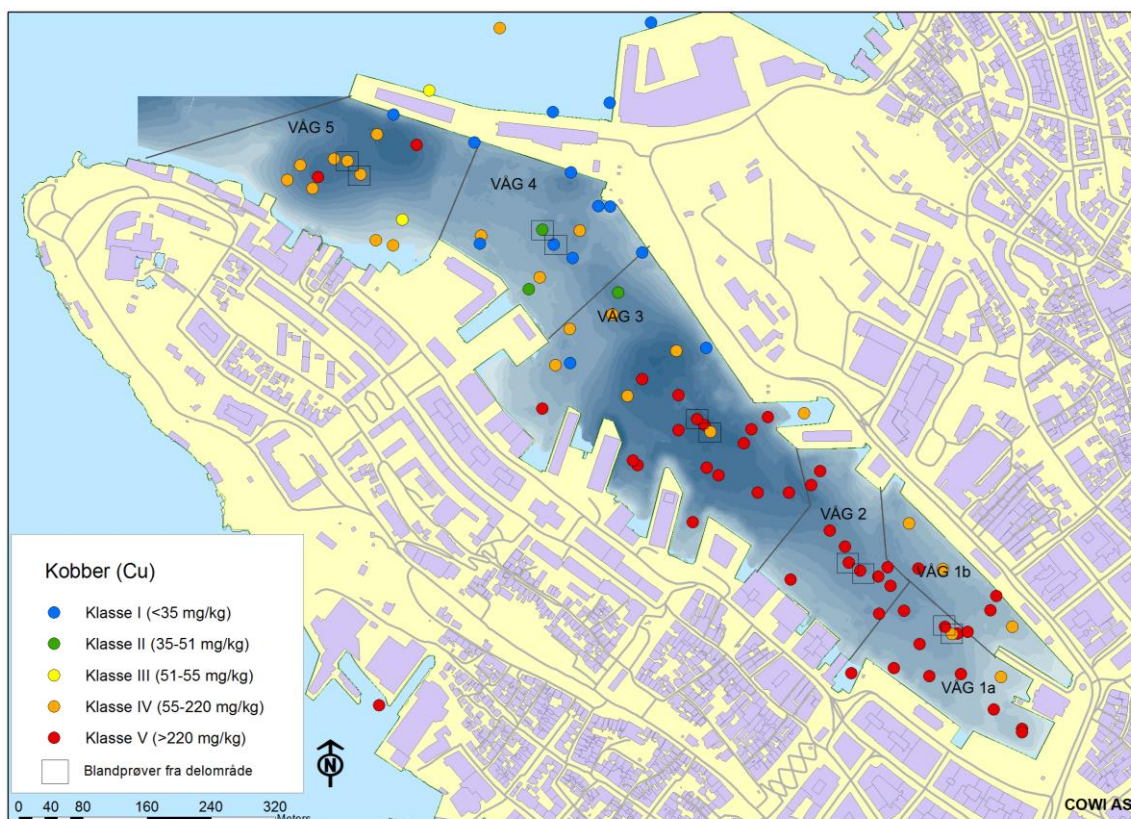 VÅG 5
VÅG 4
VÅG 3
VÅG 2
VÅG 1b
VÅG 1a
Kobber (Cu)
Klasse I (<35 mg/kg)
Klasse II (35-51 mg/kg)
Klasse III (51-55 mg/kg)
Klasse IV (55-220 mg/kg)
Klasse V (>220 mg/kg)
Blandprøver fra delområde
N
0 40 80 160 240 320
Meters
COWI AS